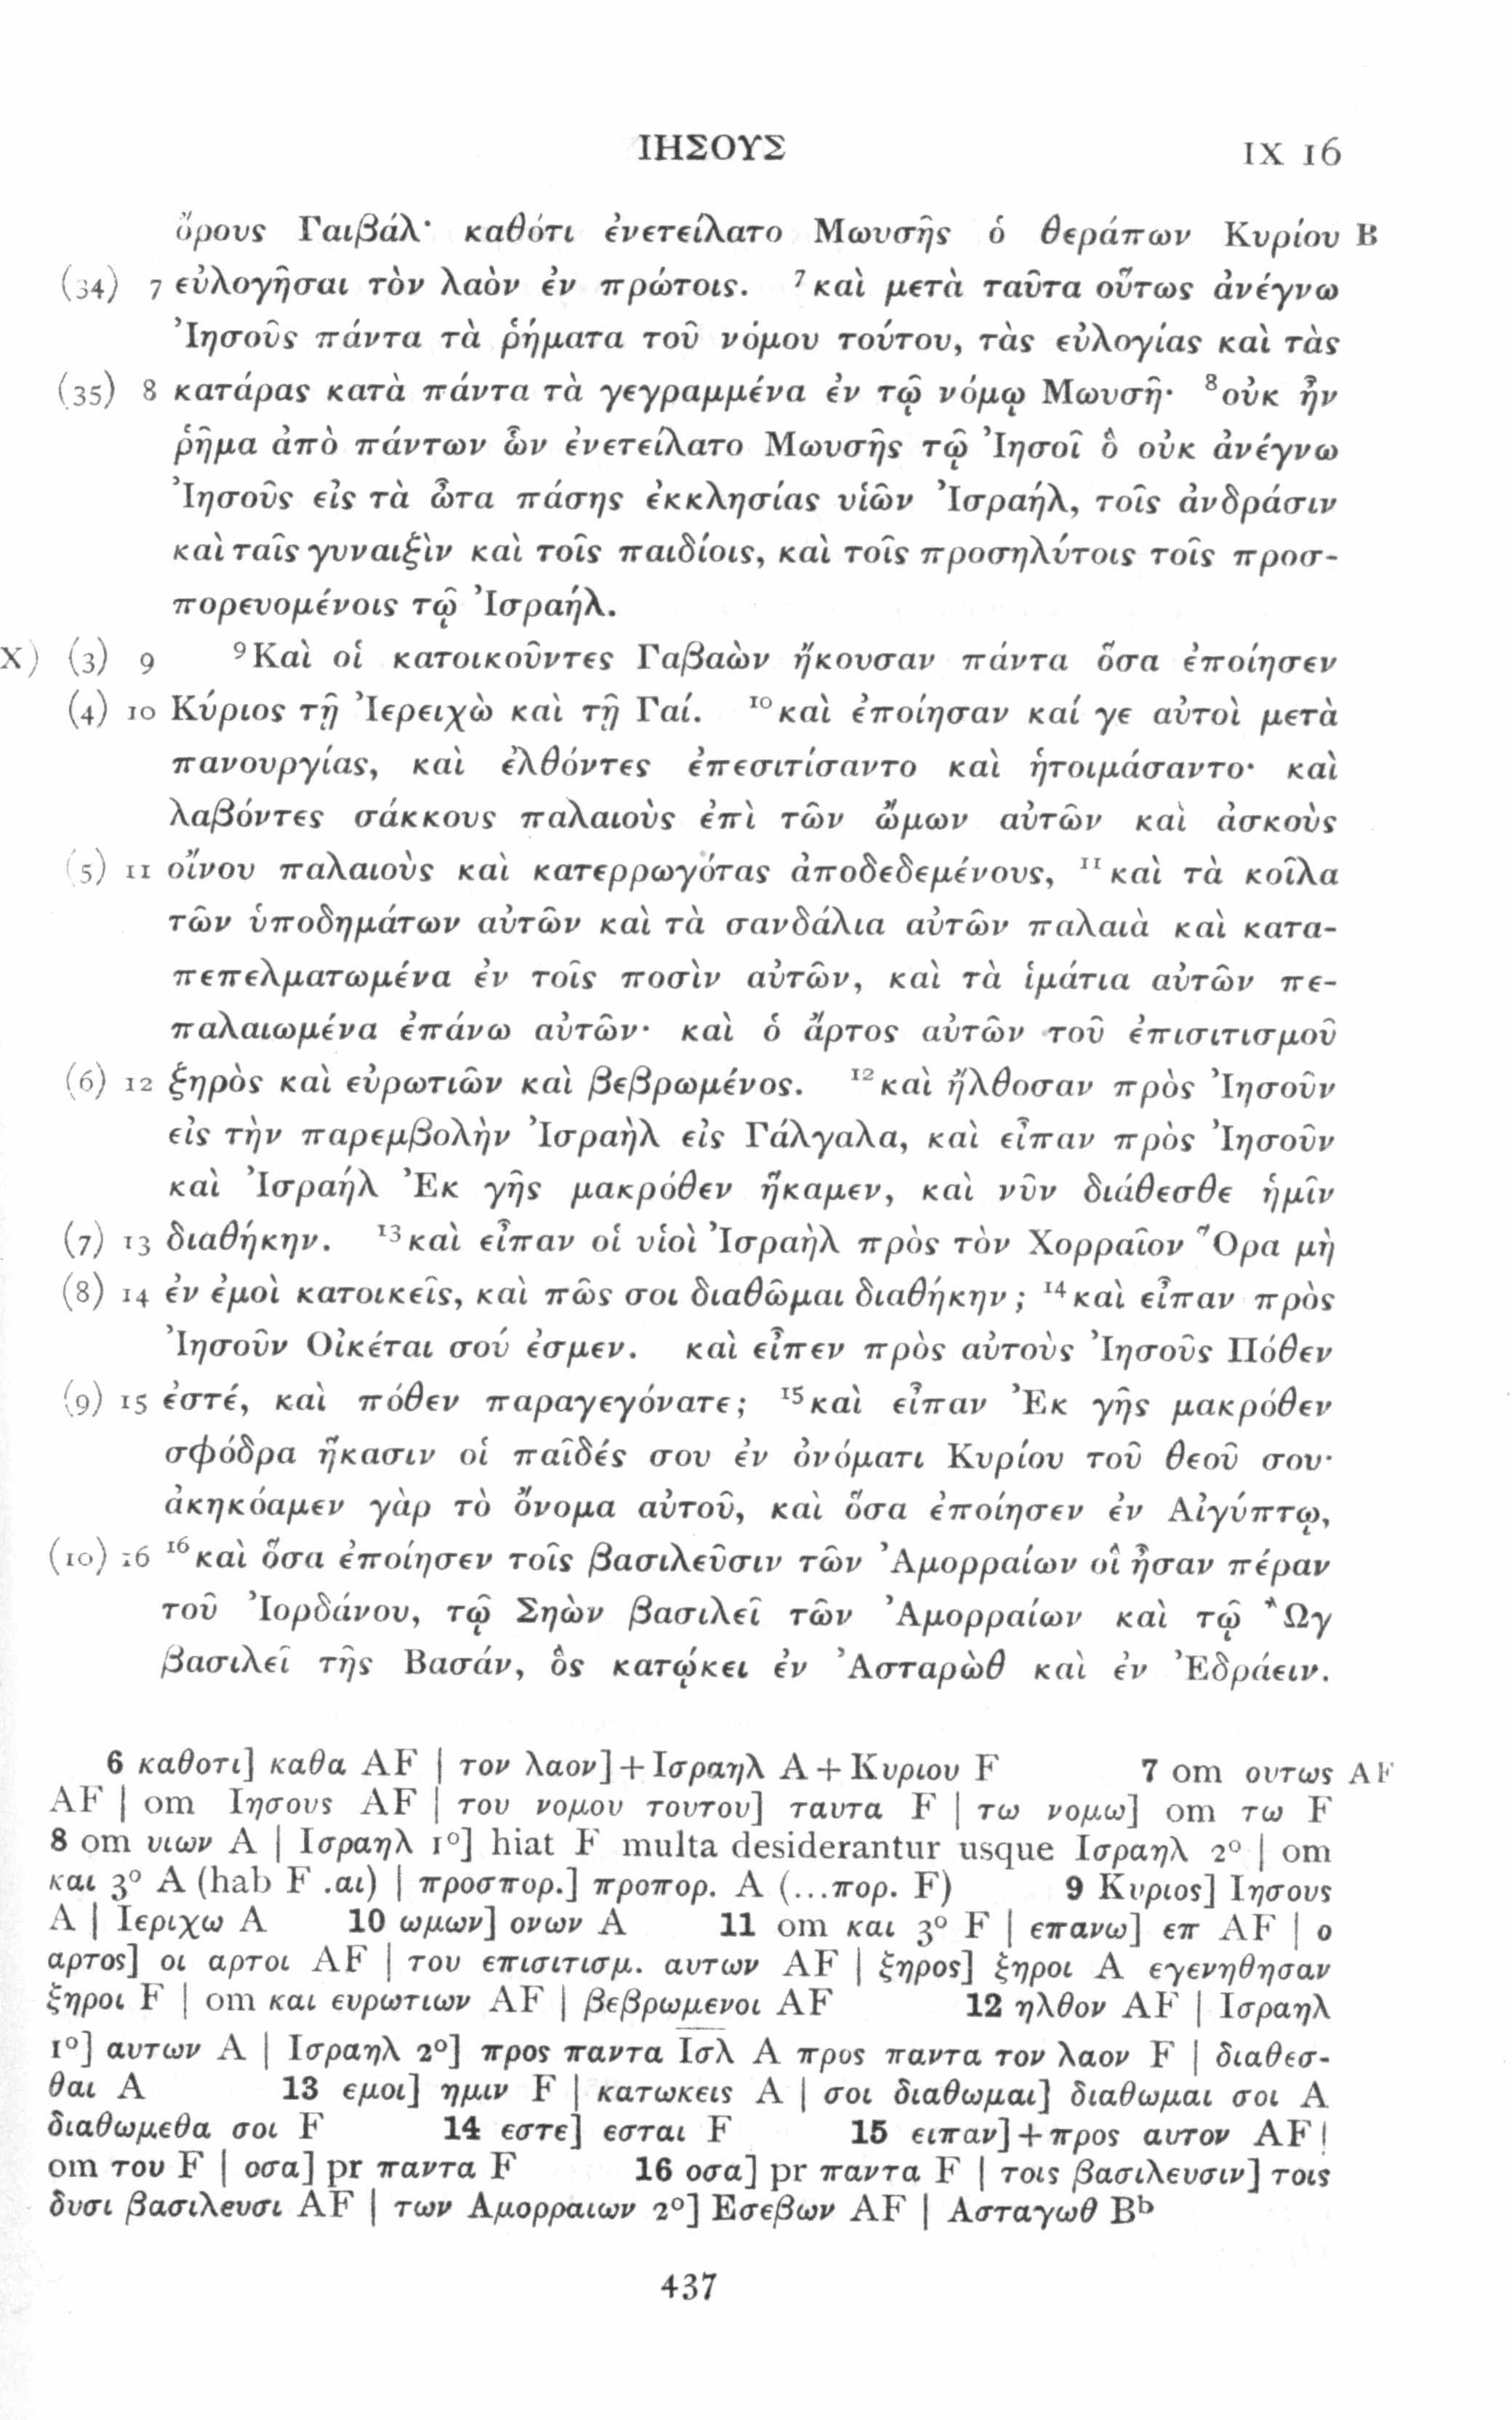 ΙΗΣΟΥΣ IX 16
ὄρους Γαιβάλ· καθότι ἐνετείλατο Μωυσῆς ὁ θεράπων Κυρίου B
(34) 7 εὐλογῆσαι τὸν λαὸν ἐν πρώτοις. ⁷καὶ μετὰ ταῦτα οὕτως ἀνέγνω
Ἰησοῦς πάντα τὰ ῥήματα τοῦ νόμου τούτου, τὰς εὐλογίας καὶ τὰς
(35) 8 κατάρας κατὰ πάντα τὰ γεγραμμένα ἐν τῷ νόμῳ Μωυσῆ· ⁸οὐκ ἦν
ῥῆμα ἀπὸ πάντων ὧν ἐνετείλατο Μωυσῆς τῷ Ἰησοῖ ὃ οὐκ ἀνέγνω
Ἰησοῦς εἰς τὰ ὦτα πάσης ἐκκλησίας υἱῶν Ἰσραήλ, τοῖς ἀνδράσιν
καὶ ταῖς γυναιξὶν καὶ τοῖς παιδίοις, καὶ τοῖς προσηλύτοις τοῖς προσ-
πορευομένοις τῷ Ἰσραήλ.
X) (3) 9 ⁹Καὶ οἱ κατοικοῦντες Γαβαὼν ἤκουσαν πάντα ὅσα ἐποίησεν
(4) 10 Κύριος τῇ Ἰερειχὼ καὶ τῇ Γαί. ¹⁰καὶ ἐποίησαν καί γε αὐτοὶ μετὰ
πανουργίας, καὶ ἐλθόντες ἐπεσιτίσαντο καὶ ἡτοιμάσαντο· καὶ
λαβόντες σάκκους παλαιοὺς ἐπὶ τῶν ὤμων αὐτῶν καὶ ἀσκοὺς
(5) 11 οἴνου παλαιοὺς καὶ κατερρωγότας ἀποδεδεμένους, ¹¹καὶ τὰ κοῖλα
τῶν ὑποδημάτων αὐτῶν καὶ τὰ σανδάλια αὐτῶν παλαιὰ καὶ κατα-
πεπελματωμένα ἐν τοῖς ποσὶν αὐτῶν, καὶ τὰ ἱμάτια αὐτῶν πε-
παλαιωμένα ἐπάνω αὐτῶν· καὶ ὁ ἄρτος αὐτῶν τοῦ ἐπισιτισμοῦ
(6) 12 ξηρὸς καὶ εὐρωτιῶν καὶ βεβρωμένος. ¹²καὶ ἤλθοσαν πρὸς Ἰησοῦν
εἰς τὴν παρεμβολὴν Ἰσραὴλ εἰς Γάλγαλα, καὶ εἶπαν πρὸς Ἰησοῦν
καὶ Ἰσραήλ Ἐκ γῆς μακρόθεν ἥκαμεν, καὶ νῦν διάθεσθε ἡμῖν
(7) 13 διαθήκην. ¹³καὶ εἶπαν οἱ υἱοὶ Ἰσραὴλ πρὸς τὸν Χορραῖον Ὅρα μὴ
(8) 14 ἐν ἐμοὶ κατοικεῖς, καὶ πῶς σοι διαθῶμαι διαθήκην; ¹⁴καὶ εἶπαν πρὸς
Ἰησοῦν Οἰκέται σού ἐσμεν. καὶ εἶπεν πρὸς αὐτοὺς Ἰησοῦς Πόθεν
(9) 15 ἐστέ, καὶ πόθεν παραγεγόνατε; ¹⁵καὶ εἶπαν Ἐκ γῆς μακρόθεν
σφόδρα ἥκασιν οἱ παῖδές σου ἐν ὀνόματι Κυρίου τοῦ θεοῦ σου·
ἀκηκόαμεν γὰρ τὸ ὄνομα αὐτοῦ, καὶ ὅσα ἐποίησεν ἐν Αἰγύπτῳ,
(10) 16 ¹⁶καὶ ὅσα ἐποίησεν τοῖς βασιλεῦσιν τῶν Ἀμορραίων οἳ ἦσαν πέραν
τοῦ Ἰορδάνου, τῷ Σηὼν βασιλεῖ τῶν Ἀμορραίων καὶ τῷ Ὢγ
βασιλεῖ τῆς Βασάν, ὃς κατῴκει ἐν Ἀσταρὼθ καὶ ἐν Ἐδράειν.
6 καθοτι] καθα AF | τον λαον]+Ισραηλ A+Κυριου F 7 om ουτως AF
AF | om Ιησους AF | του νομου τουτου] ταυτα F | τω νομω] om τω F
8 om υιων A | Ισραηλ 1°] hiat F multa desiderantur usque Ισραηλ 2° | om
και 3° A (hab F .αι) | προσπορ.] προπορ. A (...πορ. F) 9 Κυριος] Ιησους
A | Ιεριχω A 10 ωμων] ονων A 11 om και 3° F | επανω] επ AF | ο
αρτος] οι αρτοι AF | του επισιτισμ. αυτων AF | ξηρος] ξηροι A εγενηθησαν
ξηροι F | om και ευρωτιων AF | βεβρωμενοι AF 12 ηλθον AF | Ισραηλ
1°] αυτων A | Ισραηλ 2°] προς παντα Ισλ A προς παντα τον λαον F | διαθεσ-
θαι A 13 εμοι] ημιν F | κατωκεις A | σοι διαθωμαι] διαθωμαι σοι A
διαθωμεθα σοι F 14 εστε] εσται F 15 ειπαν]+προς αυτον AF |
om του F | οσα] pr παντα F 16 οσα] pr παντα F | τοις βασιλευσιν] τοις
δυσι βασιλευσι AF | των Αμορραιων 2°] Εσεβων AF | Ασταγωθ Bᵇ
437